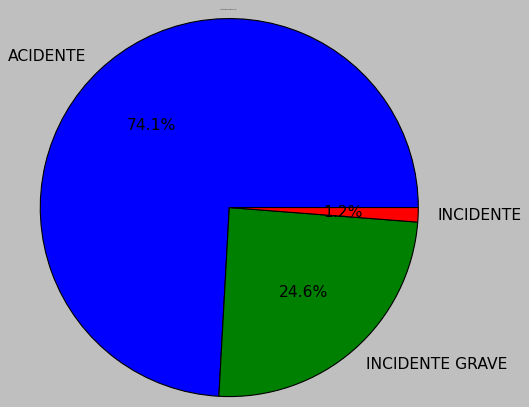 ACIDENTE
74.1%
1.2%
INCIDENTE
24.6%
INCIDENTE GRAVE